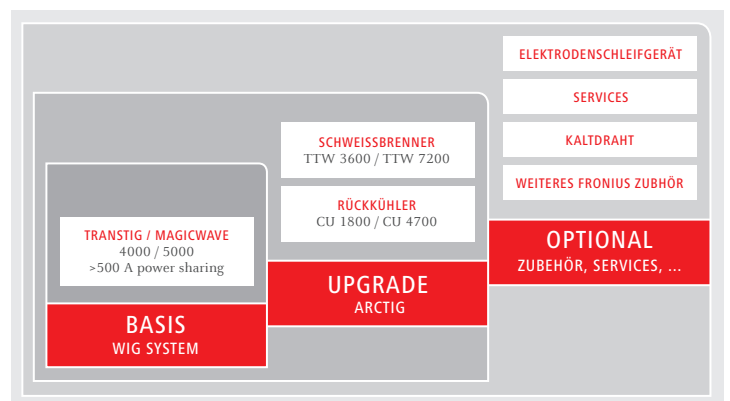 TRANSTIG / MAGICWAVE
4000 / 5000
>500 A power sharing
BASIS
WIG SYSTEM
SCHWEISSBRENNER
TTW 3600 / TTW 7200
RÜCKKÜHLER
CU 1800 / CU 4700
UPGRADE
ARCTIG
ELEKTRODENSCHLEIFGERÄT
SERVICES
KALTDRAHT
WEITERES FRONIUS ZUBHÖR
OPTIONAL
ZUBEHÖR, SERVICES, ...